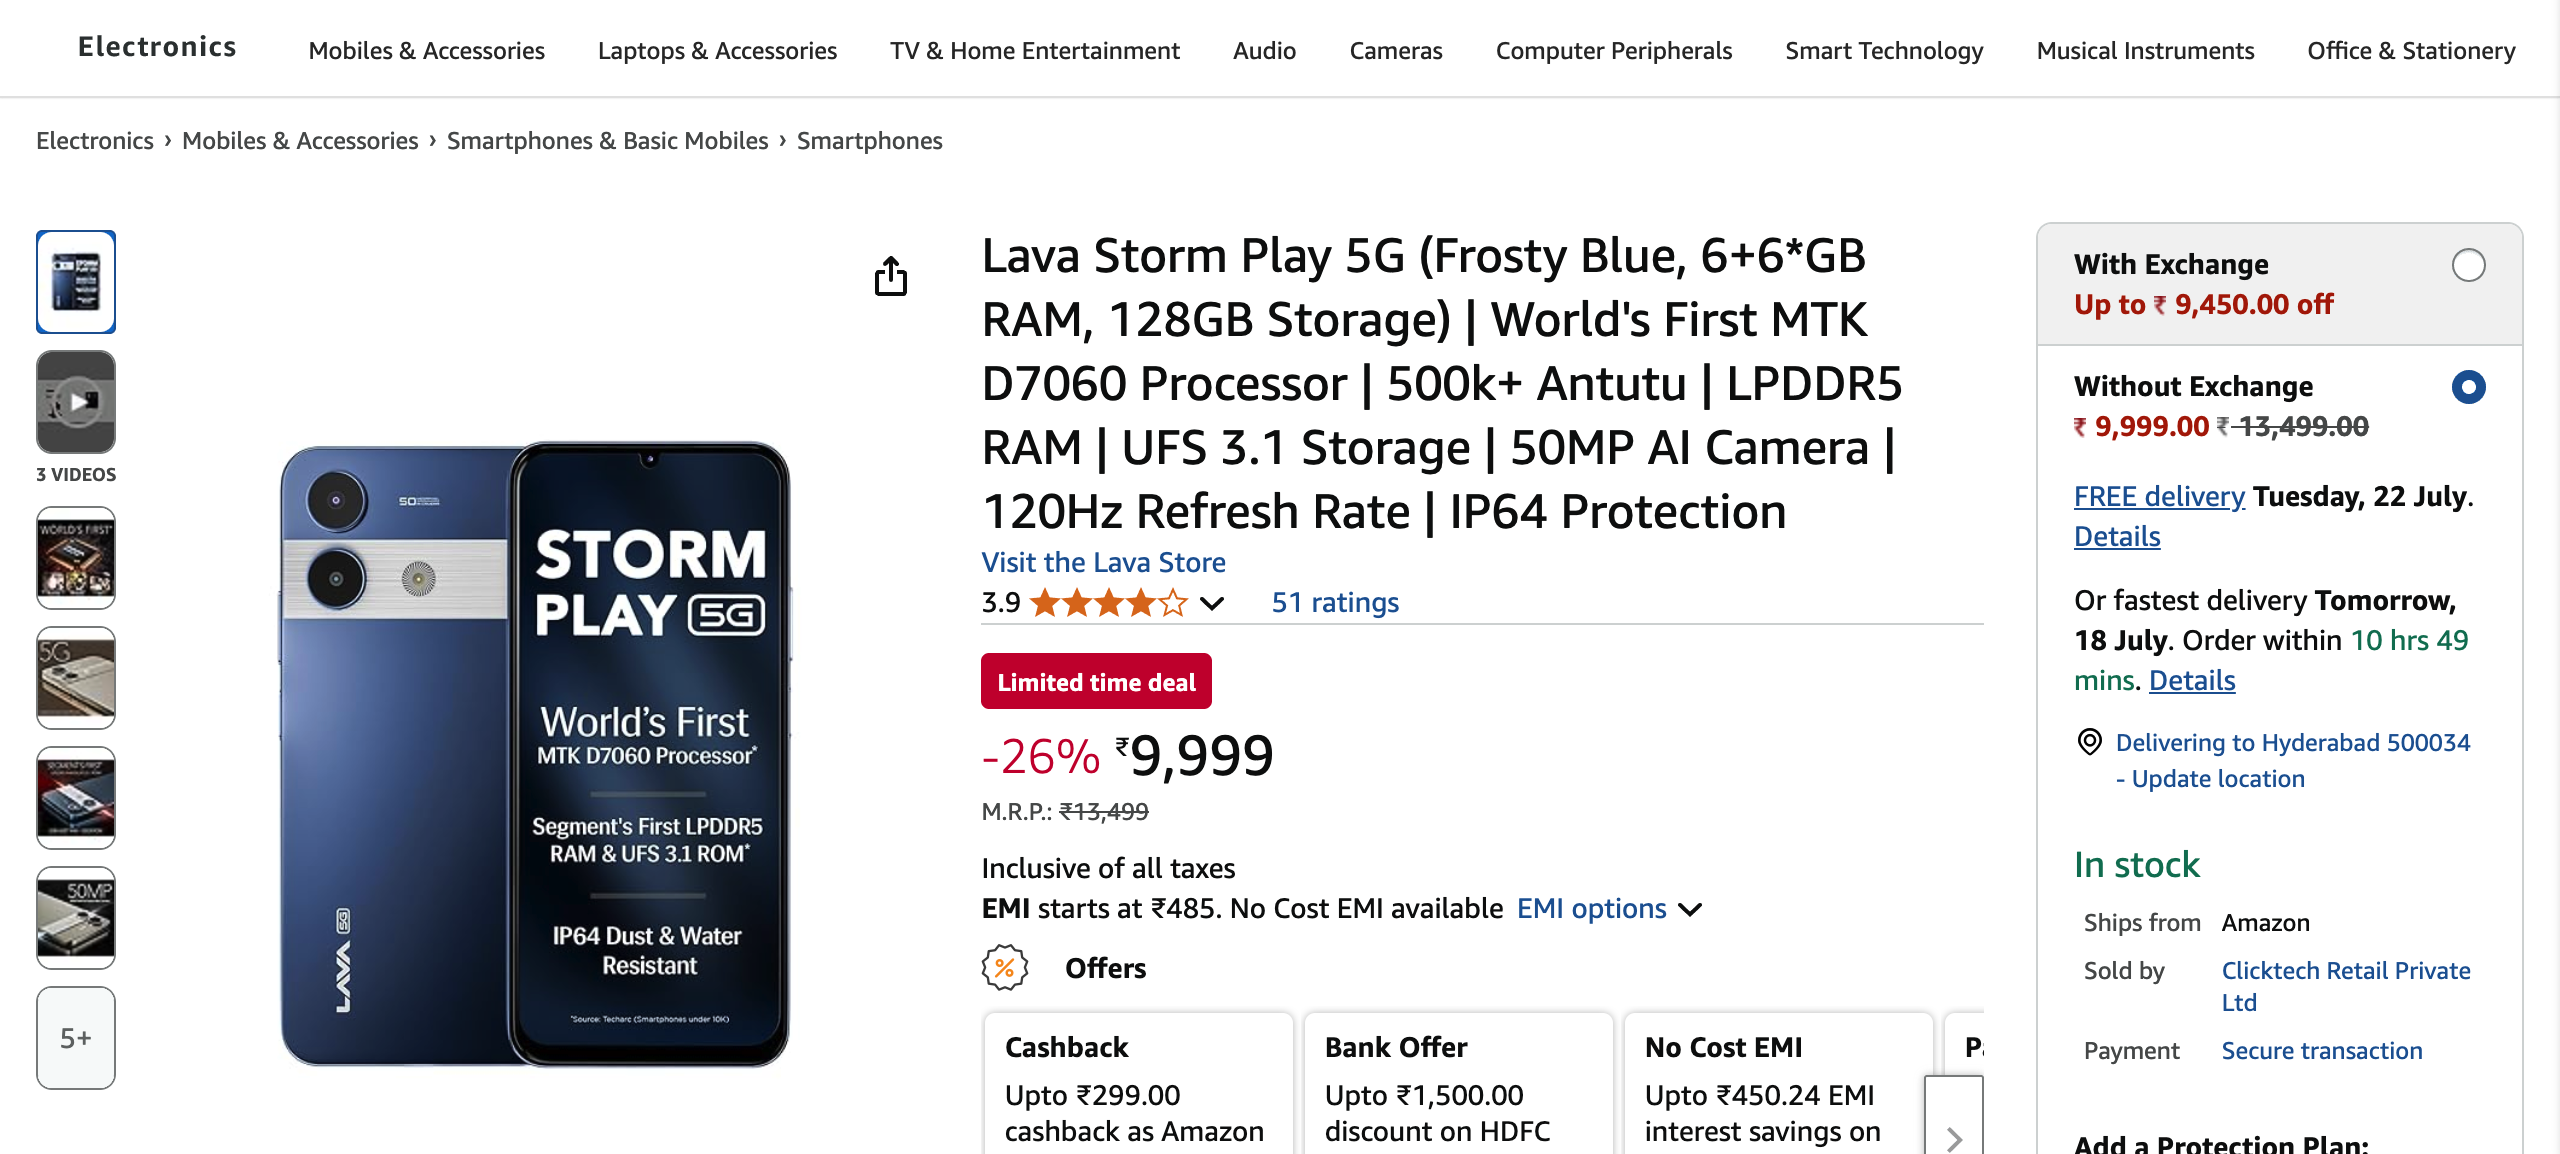 Electronics
Mobiles & Accessories
Laptops & Accessories
TV & Home Entertainment
Audio
Cameras
Computer Peripherals
Smart Technology
Musical Instruments
Office & Stationery
Electronics › Mobiles & Accessories › Smartphones & Basic Mobiles › Smartphones
3 VIDEOS
WORLD'S FIRST
5G
50MP
5+
50
LAVA 5G
STORM
PLAY 5G
World's First
MTK D7060 Processor*
Segment's First LPDDR5
RAM & UFS 3.1 ROM*
IP64 Dust & Water
Resistant
*Source: Techarc (Smartphones under 10K)
Lava Storm Play 5G (Frosty Blue, 6+6*GB
RAM, 128GB Storage) | World's First MTK
D7060 Processor | 500k+ Antutu | LPDDR5
RAM | UFS 3.1 Storage | 50MP AI Camera |
120Hz Refresh Rate | IP64 Protection
Visit the Lava Store
3.9
51 ratings
Limited time deal
-26% ₹9,999
M.R.P.: ₹13,499
Inclusive of all taxes
EMI starts at ₹485. No Cost EMI available EMI options
% Offers
Cashback
Upto ₹299.00
cashback as Amazon
Bank Offer
Upto ₹1,500.00
discount on HDFC
No Cost EMI
Upto ₹450.24 EMI
interest savings on
With Exchange
Up to ₹ 9,450.00 off
Without Exchange
₹ 9,999.00 ₹ 13,499.00
FREE delivery Tuesday, 22 July.
Details
Or fastest delivery Tomorrow,
18 July. Order within 10 hrs 49
mins. Details
Delivering to Hyderabad 500034
- Update location
In stock
Ships from Amazon
Sold by Clicktech Retail Private
Ltd
Payment Secure transaction
Add a Protection Plan: